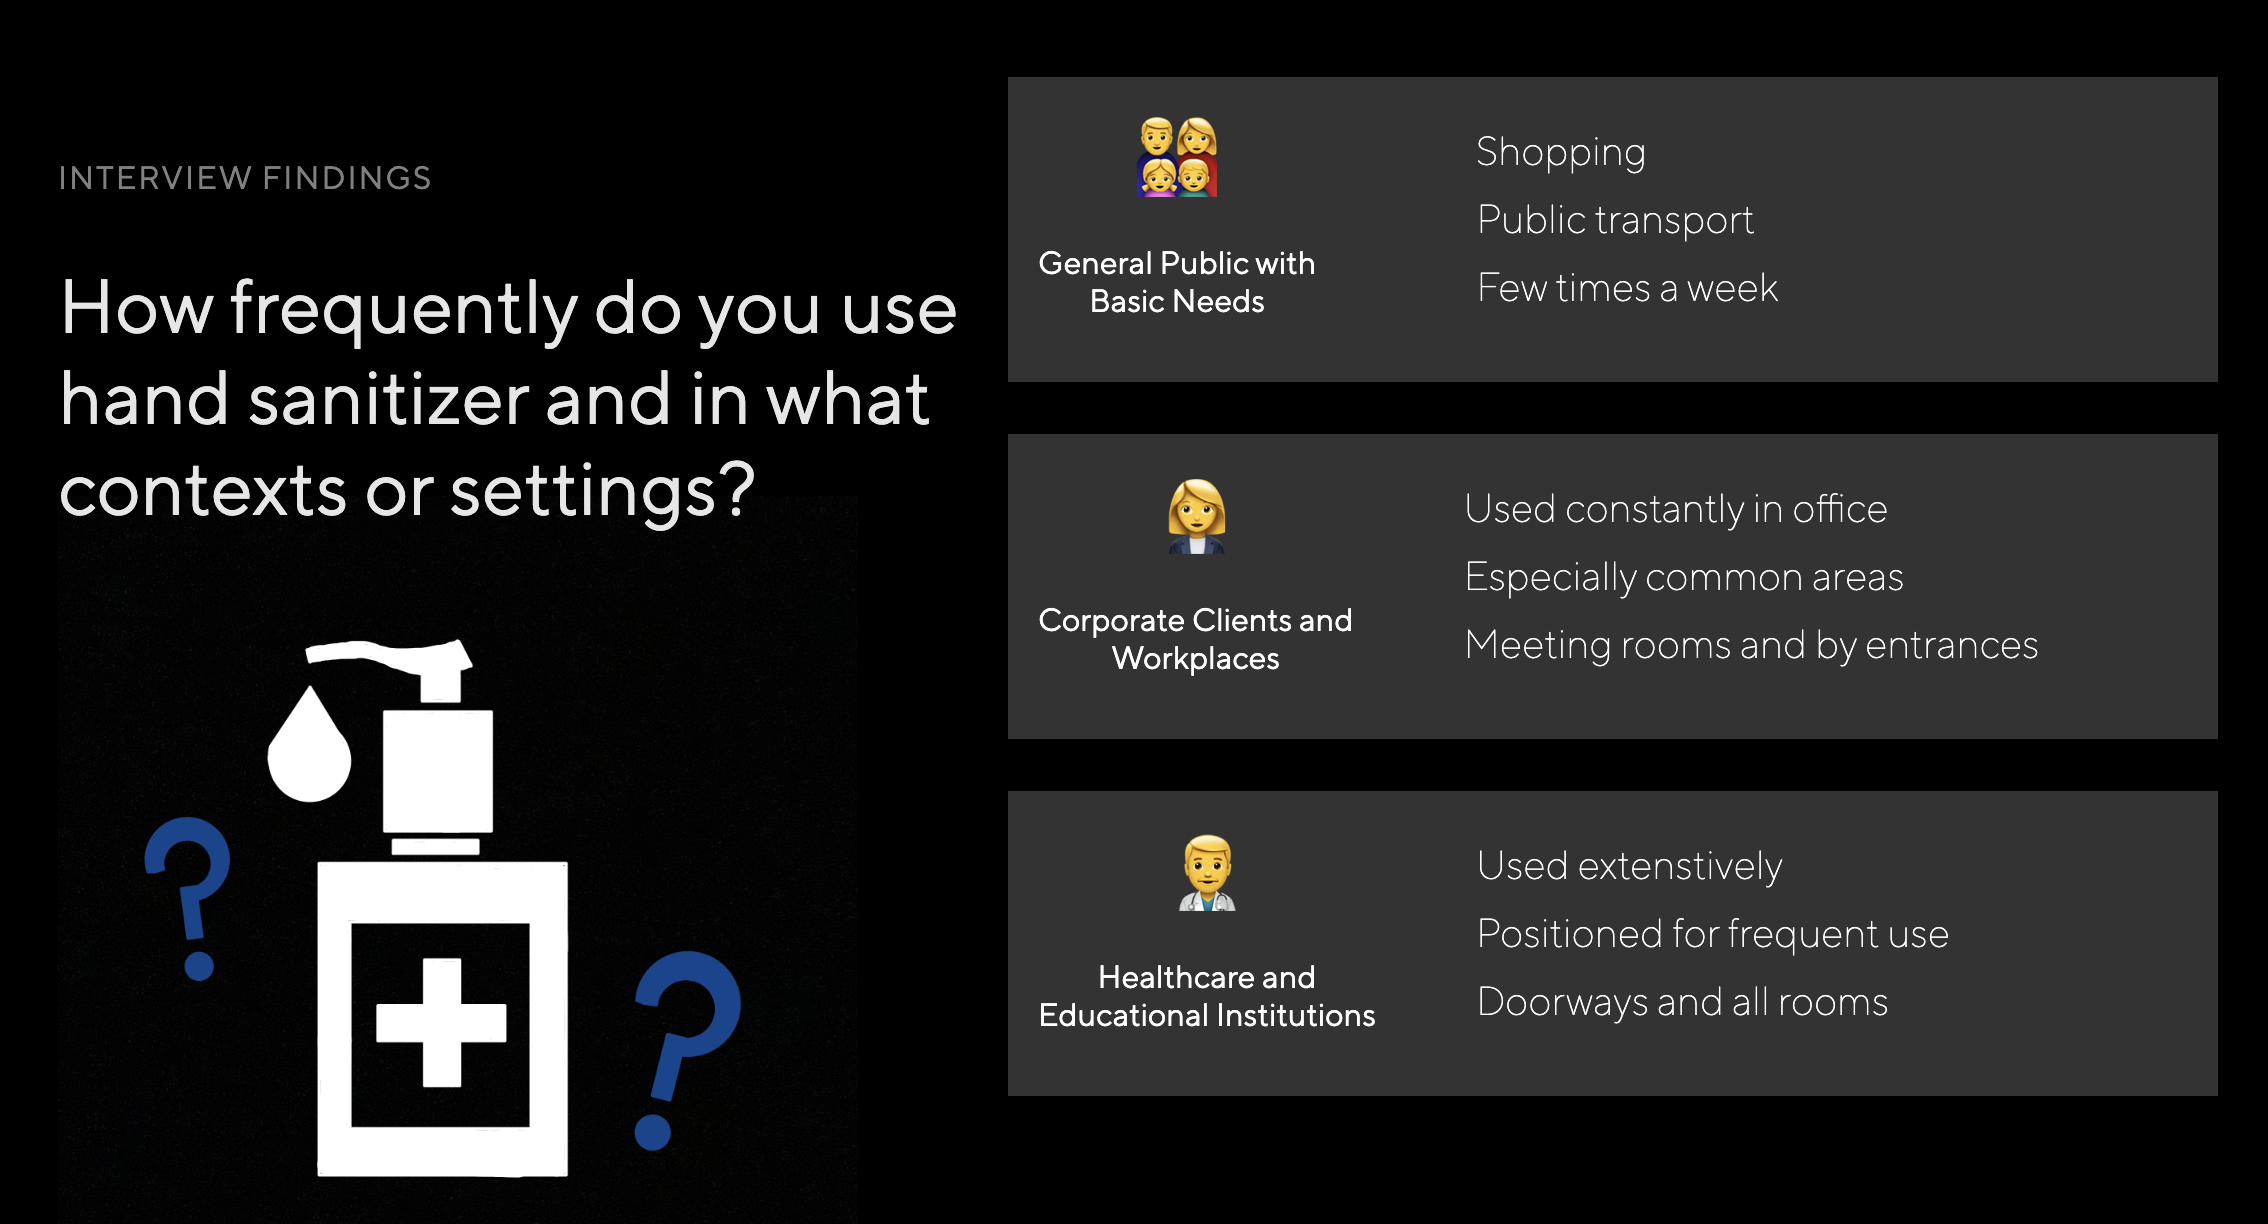 INTERVIEW FINDINGS
How frequently do you use
hand sanitizer and in what
contexts or settings?
General Public with
Basic Needs
Shopping
Public transport
Few times a week
Corporate Clients and
Workplaces
Used constantly in office
Especially common areas
Meeting rooms and by entrances
Healthcare and
Educational Institutions
Used extenstively
Positioned for frequent use
Doorways and all rooms